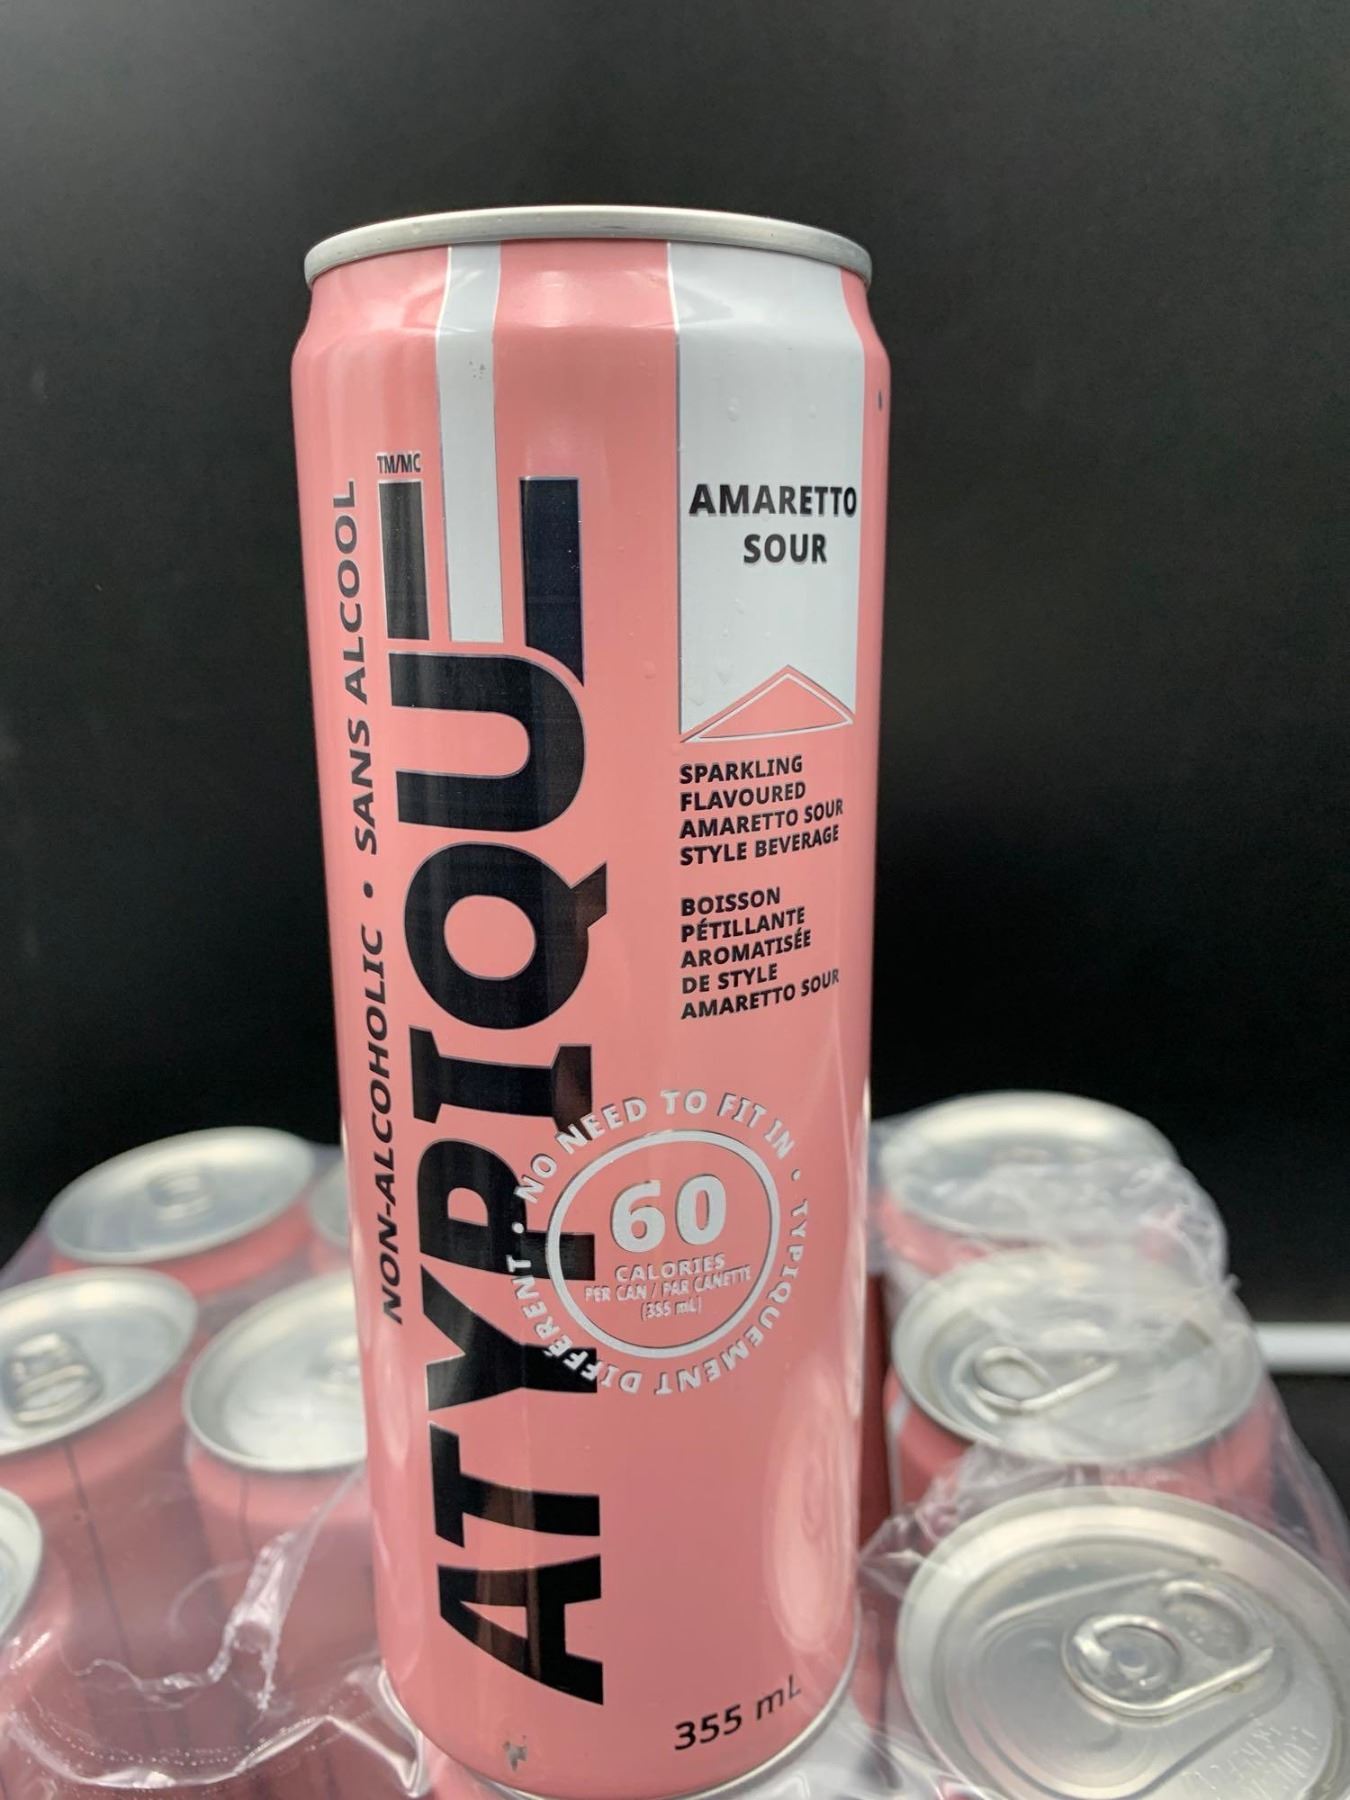 TM/MC
ATYPIQUE
NON-ALCOHOLIC • SANS ALCOOL
AMARETTO
SOUR
SPARKLING
FLAVOURED
AMARETTO SOUR
STYLE BEVERAGE
BOISSON
PÉTILLANTE
AROMATISÉE
DE STYLE
AMARETTO SOUR
• NO NEED TO FIT IN • TYPIQUEMENT DIFFÉRENT
60
CALORIES
PER CAN / PAR CANETTE
(355 mL)
355 mL